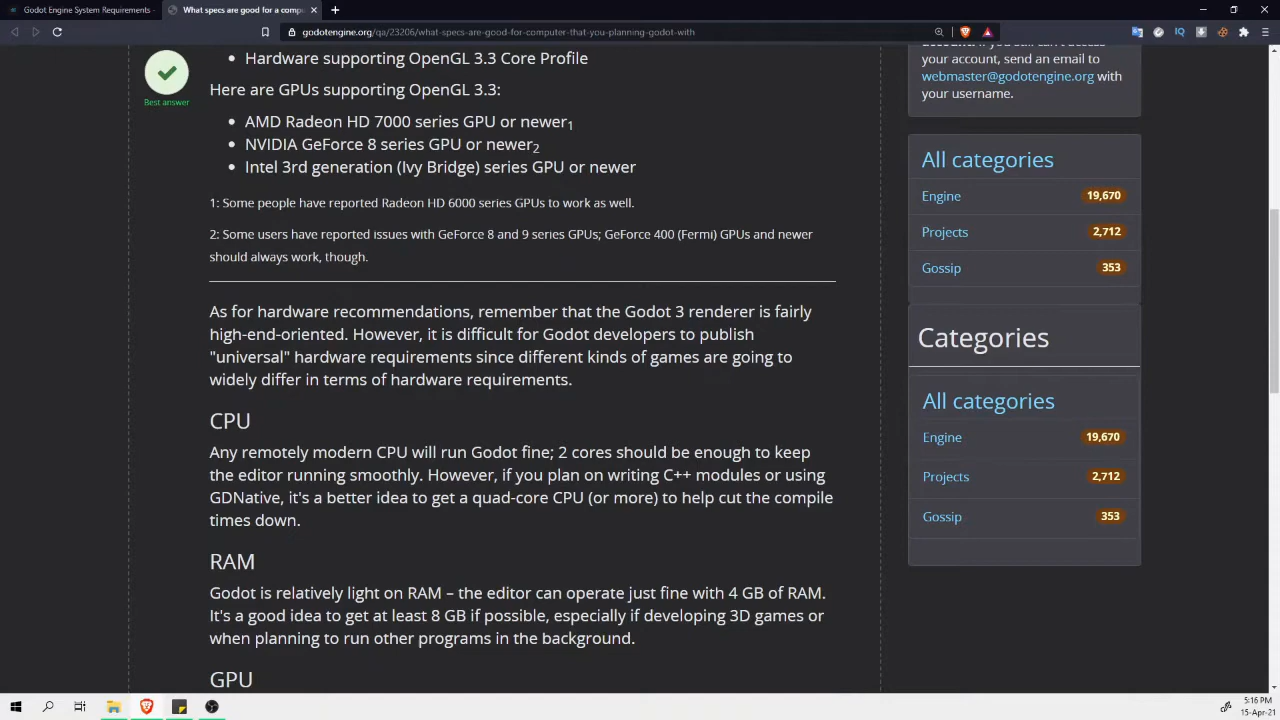 Godot Engine System Requirements
What specs are good for a comp
godotengine.org/qa/23206/what-specs-are-good-for-computer-that-you-planning-godot-with
Hardware supporting OpenGL 3.3 Core Profile
Best answer
Here are GPUs supporting OpenGL 3.3:
AMD Radeon HD 7000 series GPU or newer1
NVIDIA GeForce 8 series GPU or newer2
Intel 3rd generation (Ivy Bridge) series GPU or newer
1: Some people have reported Radeon HD 6000 series GPUs to work as well.
2: Some users have reported issues with GeForce 8 and 9 series GPUs; GeForce 400 (Fermi) GPUs and newer
should always work, though.
As for hardware recommendations, remember that the Godot 3 renderer is fairly
high-end-oriented. However, it is difficult for Godot developers to publish
"universal" hardware requirements since different kinds of games are going to
widely differ in terms of hardware requirements.
CPU
Any remotely modern CPU will run Godot fine; 2 cores should be enough to keep
the editor running smoothly. However, if you plan on writing C++ modules or using
GDNative, it's a better idea to get a quad-core CPU (or more) to help cut the compile
times down.
RAM
Godot is relatively light on RAM – the editor can operate just fine with 4 GB of RAM.
It's a good idea to get at least 8 GB if possible, especially if developing 3D games or
when planning to run other programs in the background.
GPU
your account, send an email to
webmaster@godotengine.org with
your username.
All categories
Engine 19,670
Projects 2,712
Gossip 353
Categories
All categories
Engine 19,670
Projects 2,712
Gossip 353
5:16 PM
15-Apr-21